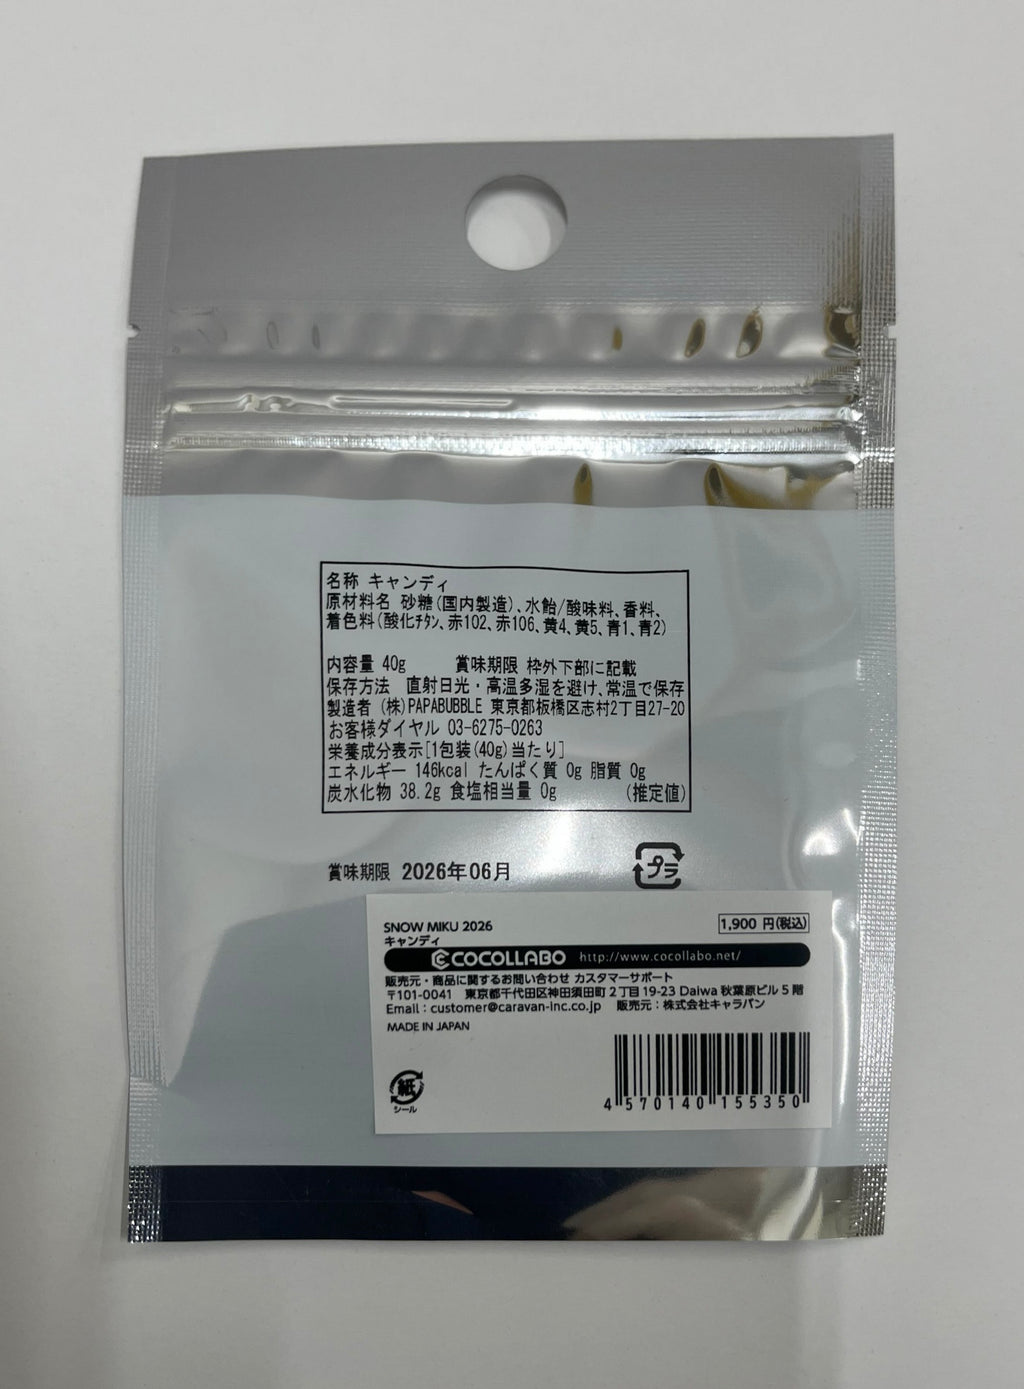 名称 キャンディ
原材料名 砂糖(国内製造)、水飴/酸味料、香料、
着色料(酸化ﾁﾀﾝ、赤102、赤106、黄4、黄5、青1、青2)
内容量 40g 賞味期限 枠外下部に記載
保存方法 直射日光・高温多湿を避け、常温で保存
製造者 (株)PAPABUBBLE 東京都板橋区志村2丁目27-20
お客様ダイヤル 03-6275-0263
栄養成分表示[1包装(40g)当たり]
エネルギー 146kcal たんぱく質 0g 脂質 0g
炭水化物 38.2g 食塩相当量 0g (推定値)
賞味期限 2026年06月
プラ
SNOW MIKU 2026 1,900 円(税込)
キャンディ
COCOLLABO http://www.cocollabo.net/
販売元・商品に関するお問い合わせ カスタマーサポート
〒101-0041 東京都千代田区神田須田町2丁目19-23 Daiwa 秋葉原ビル5階
Email：customer@caravan-inc.co.jp 販売元：株式会社キャラバン
MADE IN JAPAN
紙
シール
4 570140 155350